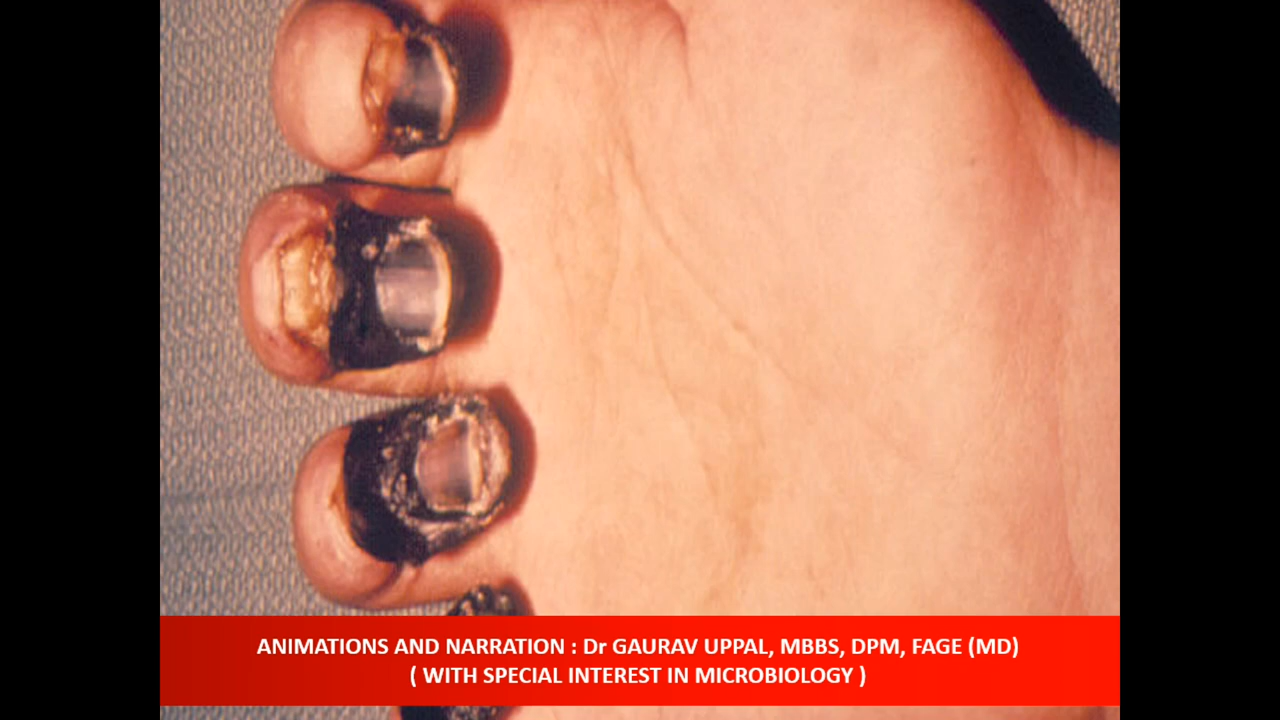 ANIMATIONS AND NARRATION : Dr GAURAV UPPAL, MBBS, DPM, FAGE (MD)
( WITH SPECIAL INTEREST IN MICROBIOLOGY )